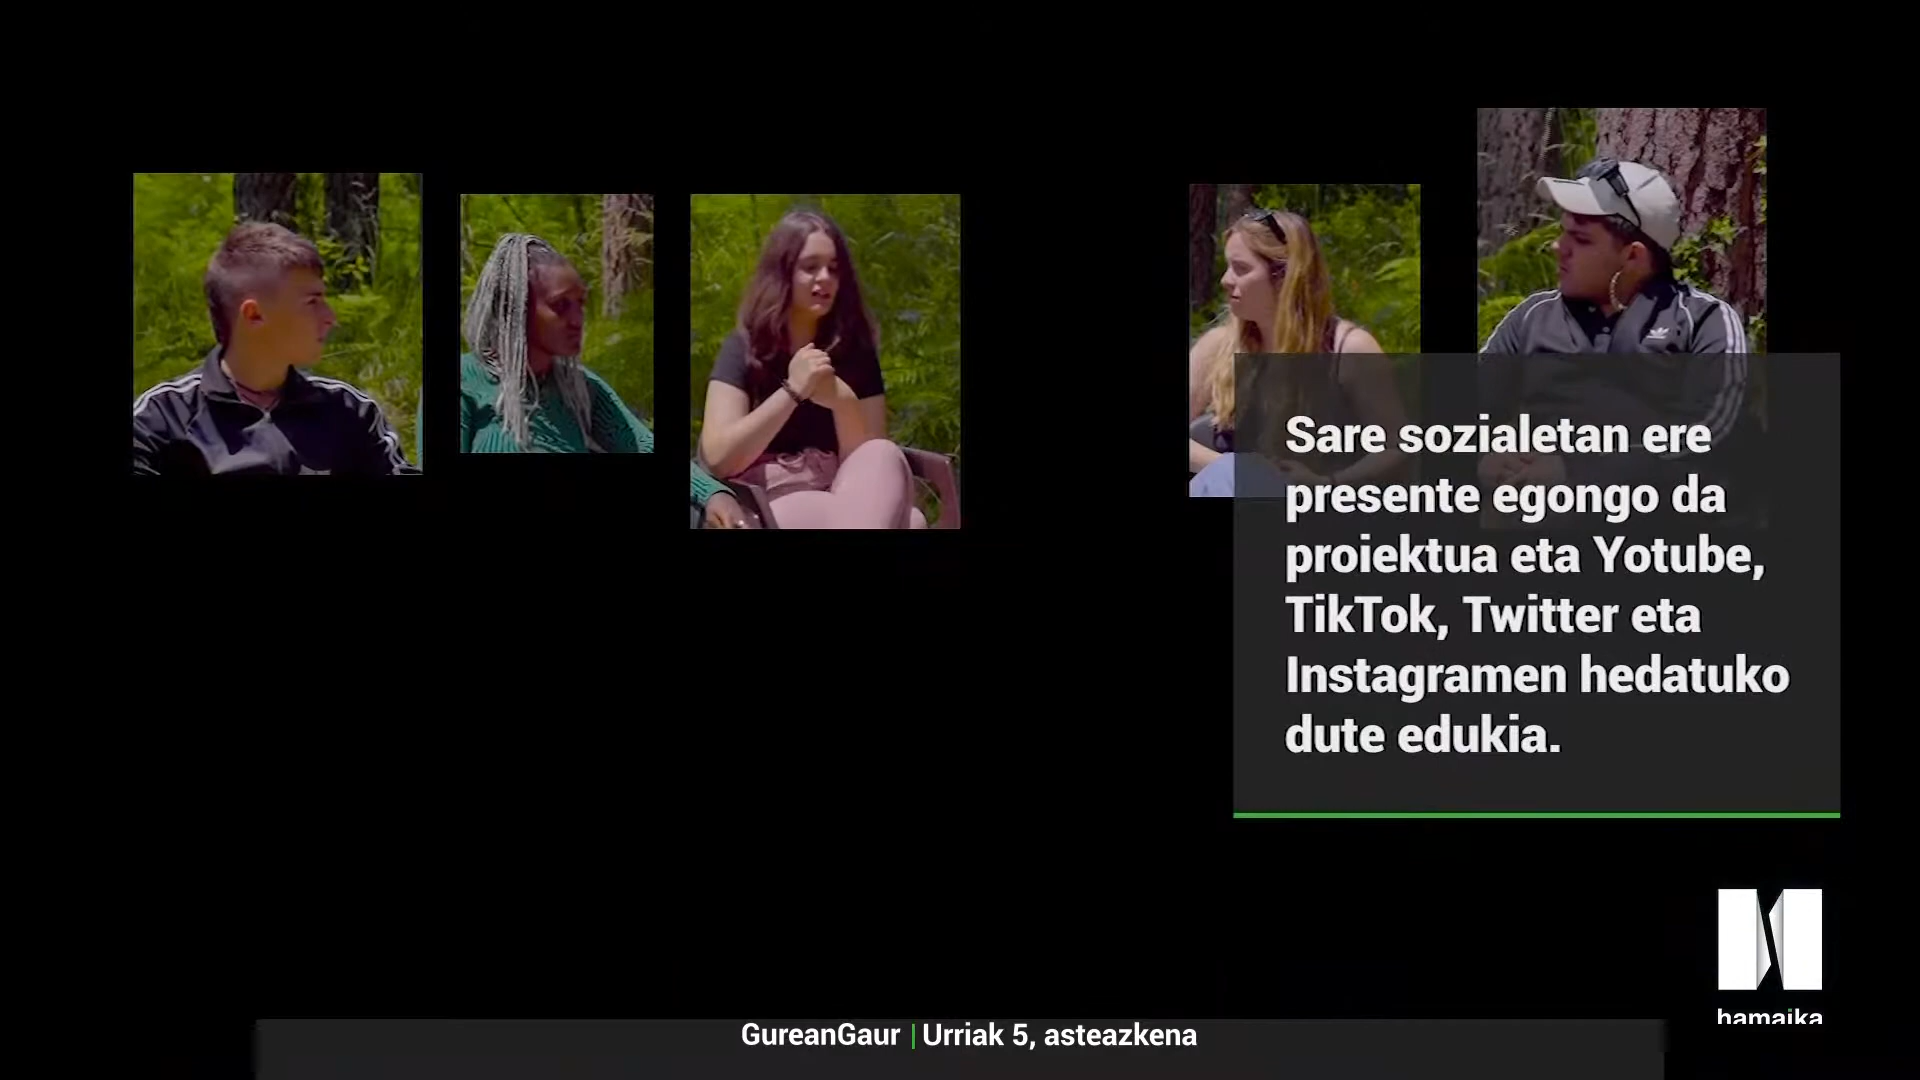 Sare sozialetan ere
presente egongo da
proiektua eta Yotube,
TikTok, Twitter eta
Instagramen hedatuko
dute edukia.
hamaika
GureanGaur | Urriak 5, asteazkena